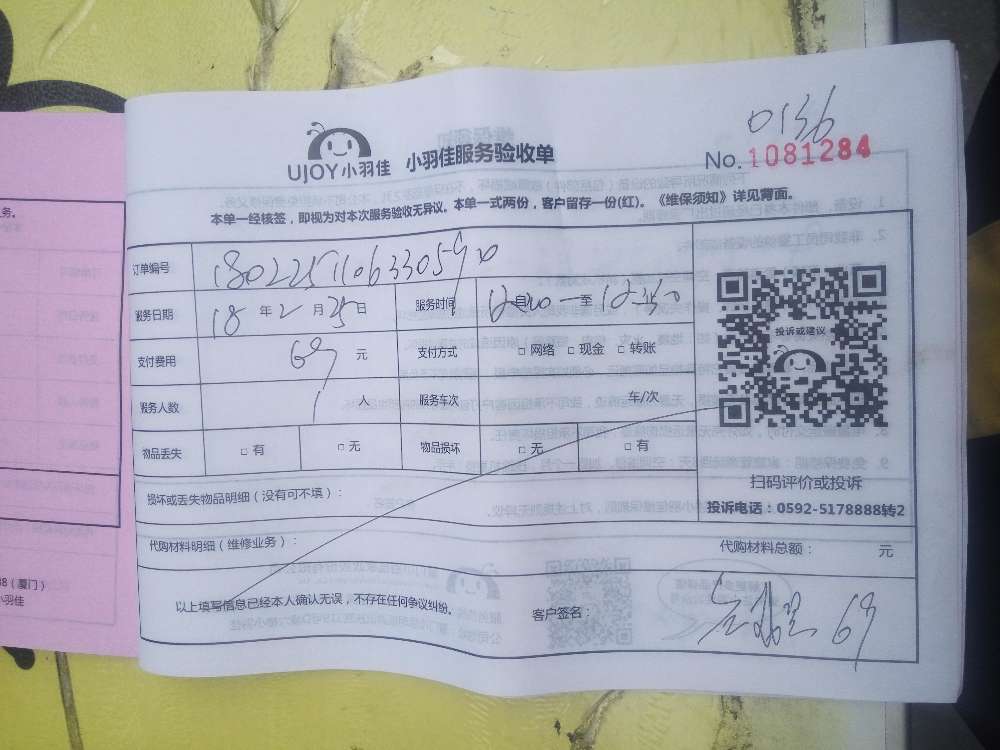 0136
UJOY小羽佳 小羽佳服务验收单 No.1081284
本单一经核签，即视为对本次服务验收无异议。本单一式两份，客户留存一份(红)。《维保须知》详见背面。
订单编号
服务日期 18 年 2 月 25 日 服务时间 至
支付费用 69 元 支付方式 □ 网络 □ 现金 □ 转账
服务人数 1 人 服务车次 车/次
物品丢失 □ 有 □ 无 物品损坏 □ 无 □ 有
损坏或丢失物品明细（没有可不填）：
代购材料明细（维修业务）： 代购材料总额： 元
以上填写信息已经本人确认无误，不存在任何争议纠纷。 客户签名： 69
投诉或建议
扫码评价或投诉
投诉电话：0592-5178888转2
务。
88（厦门）
小羽佳